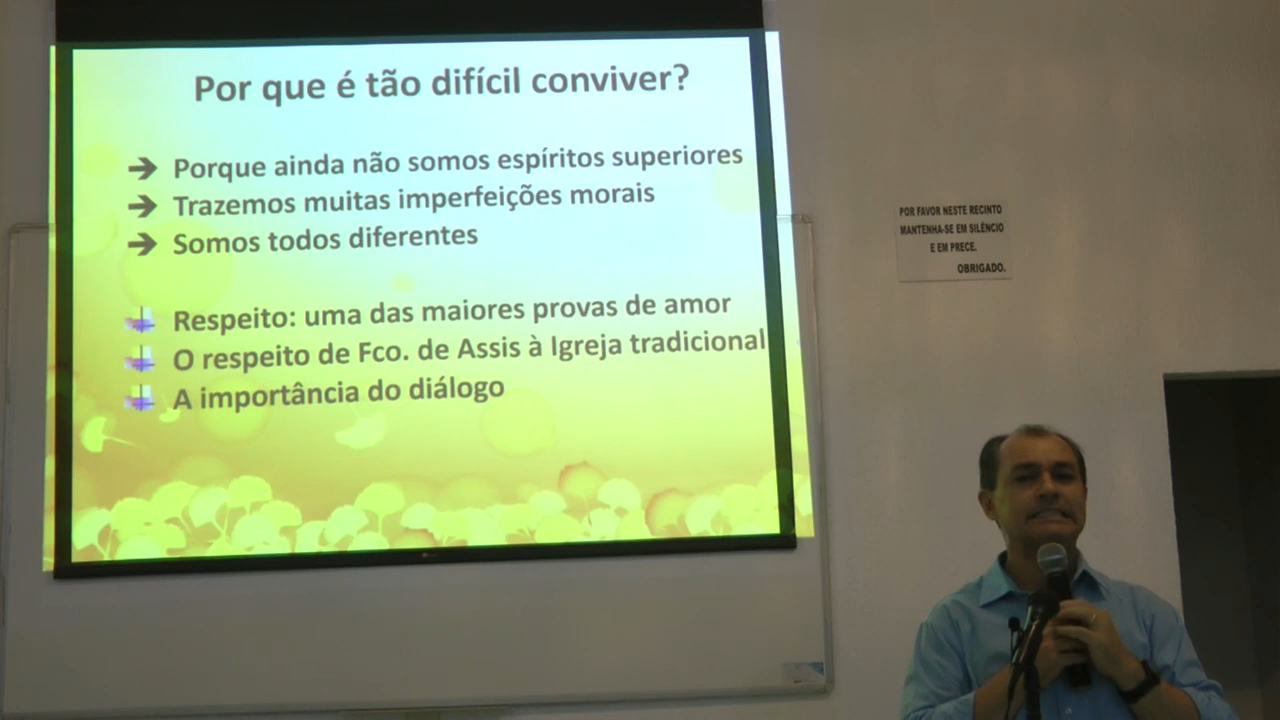 Por que é tão difícil conviver?
Porque ainda não somos espíritos superiores
Trazemos muitas imperfeições morais
Somos todos diferentes
Respeito: uma das maiores provas de amor
O respeito de Fco. de Assis à Igreja tradicional
A importância do diálogo
POR FAVOR NESTE RECINTO
MANTENHA-SE EM SILÊNCIO
E EM PRECE.
OBRIGADO.